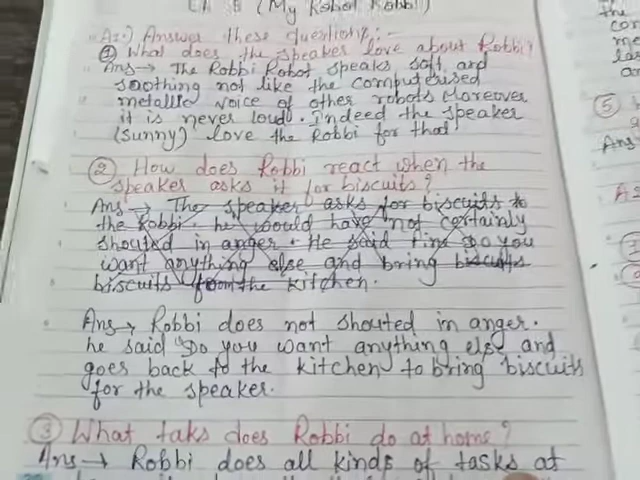 (My Robot Robbi)
A1.) Answer these questions:-
① What does the speaker love about Robbi?
Ans → The Robbi Robot speaks soft and
soothing not like the computerised
metallic voice of other robots Moreover
it is never loud. Indeed the speaker
(sunny) love the Robbi for that
② How does Robbi react when the
speaker asks it for biscuits?
Ans → The speaker asks for biscuits to
the Robbi. he would have not certainly
shouted in anger. He said Do you
want anything else and bring biscuits
biscuits from the kitchen.
Ans → Robbi does not shouted in anger.
he said "Do you want anything else and
goes back to the kitchen to bring biscuits
for the speaker.
③ What taks does Robbi do at home?
Ans → Robbi does all kinds of tasks at
the
⑤
Ans